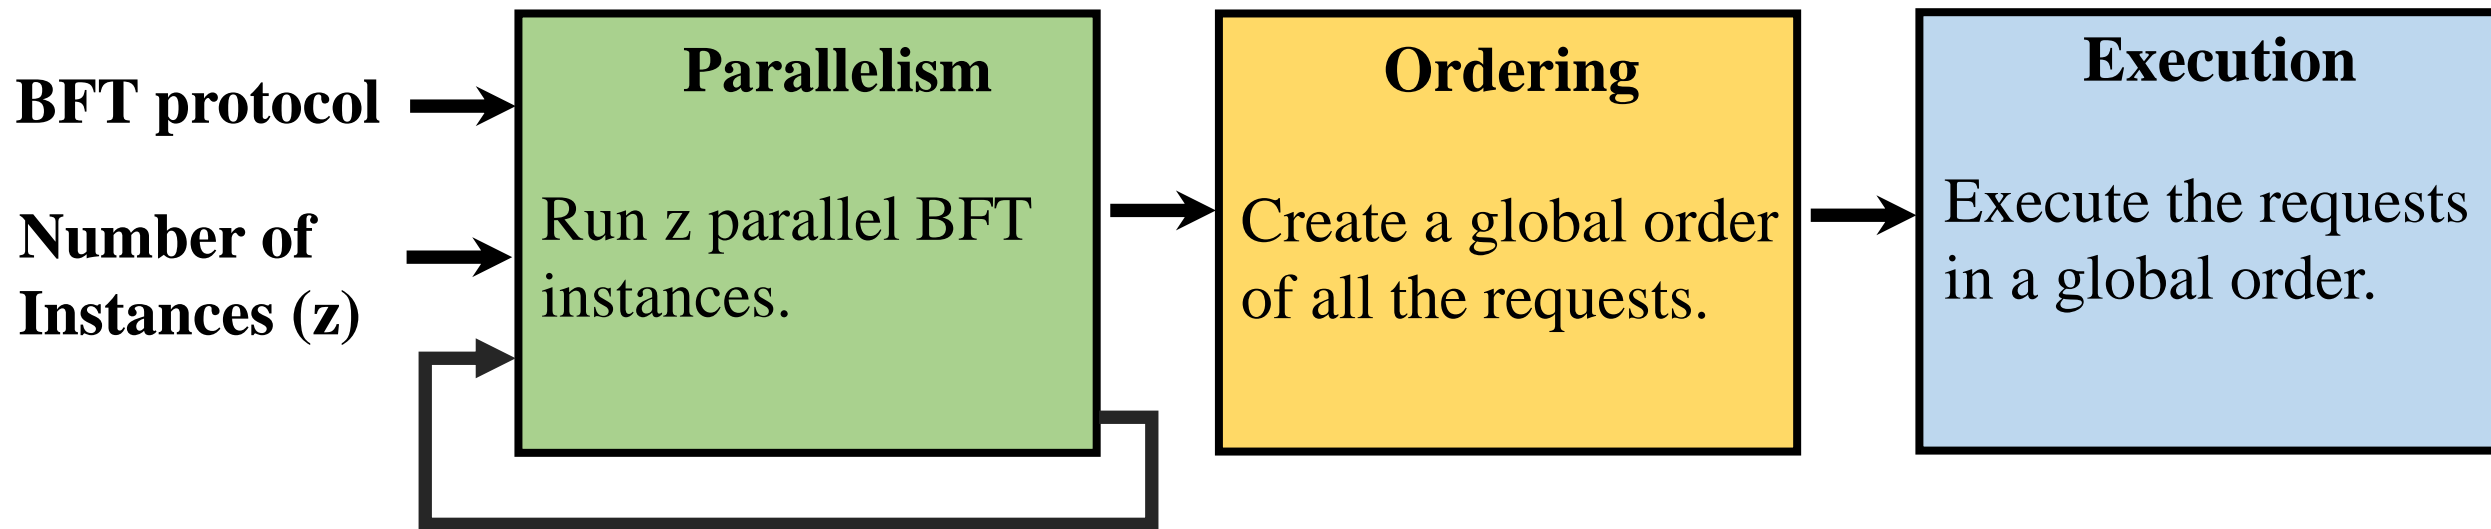 BFT protocol
Number of
Instances (z)
Parallelism
Run z parallel BFT
instances.
Ordering
Create a global order
of all the requests.
Execution
Execute the requests
in a global order.